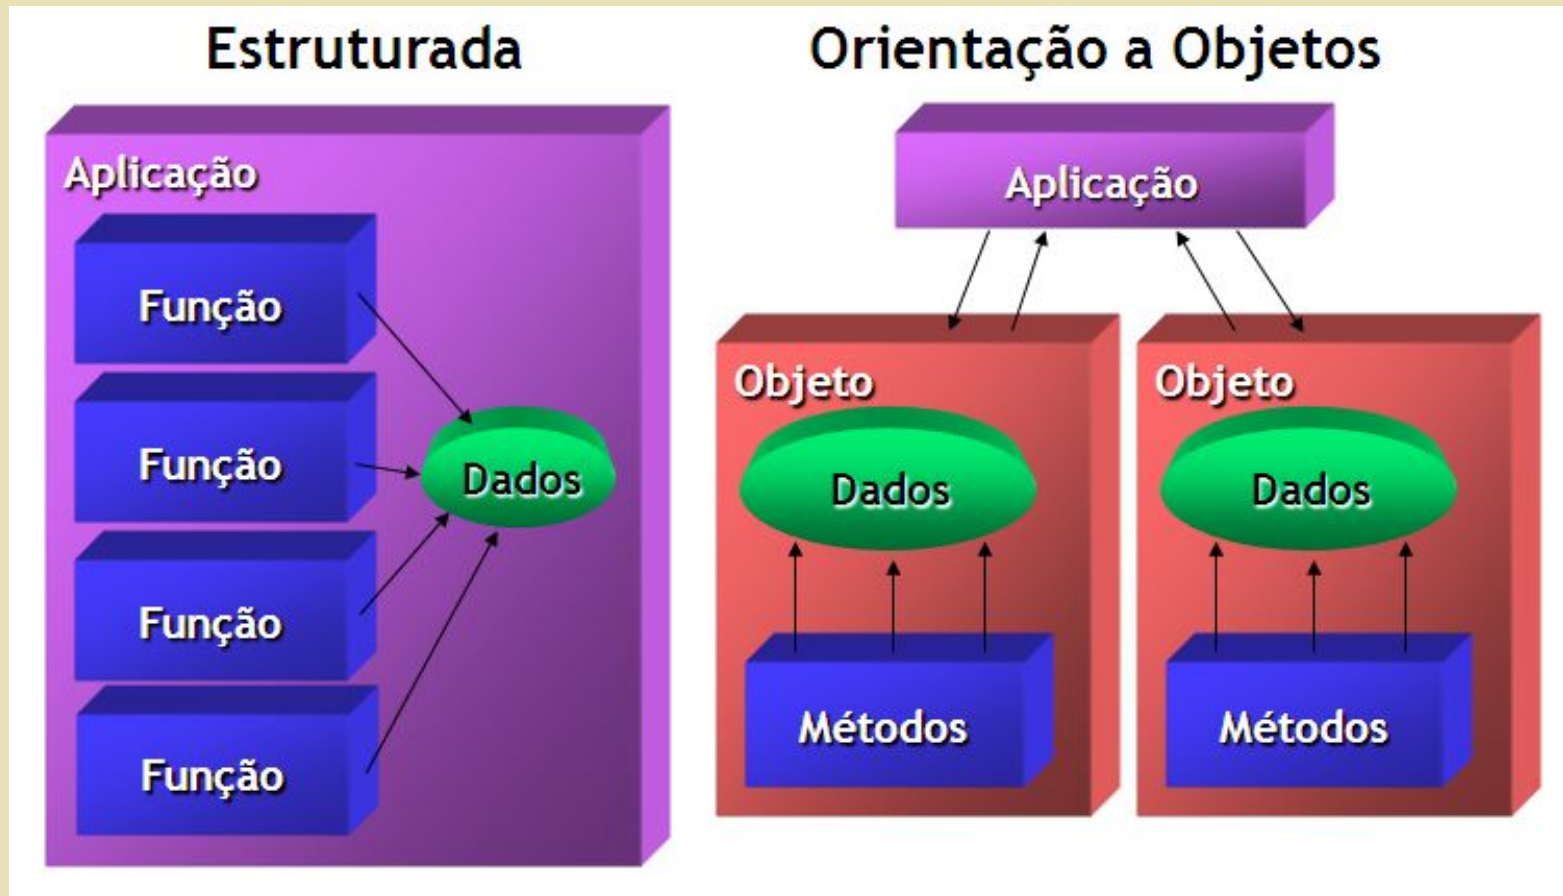 Estruturada
Aplicação
Função
Dados
Função
Função
Função
Orientação a Objetos
Aplicação
Objeto
Dados
Métodos
Objeto
Dados
Métodos